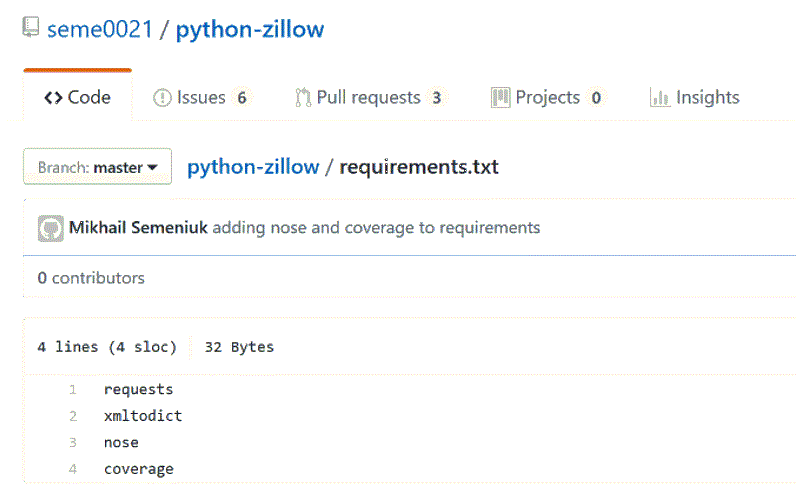 seme0021 / python-zillow
Code Issues 6 Pull requests 3 Projects 0 Insights
Branch: master python-zillow / requirements.txt
Mikhail Semeniuk adding nose and coverage to requirements
0 contributors
4 lines (4 sloc) 32 Bytes
1 requests
2 xmltodict
3 nose
4 coverage